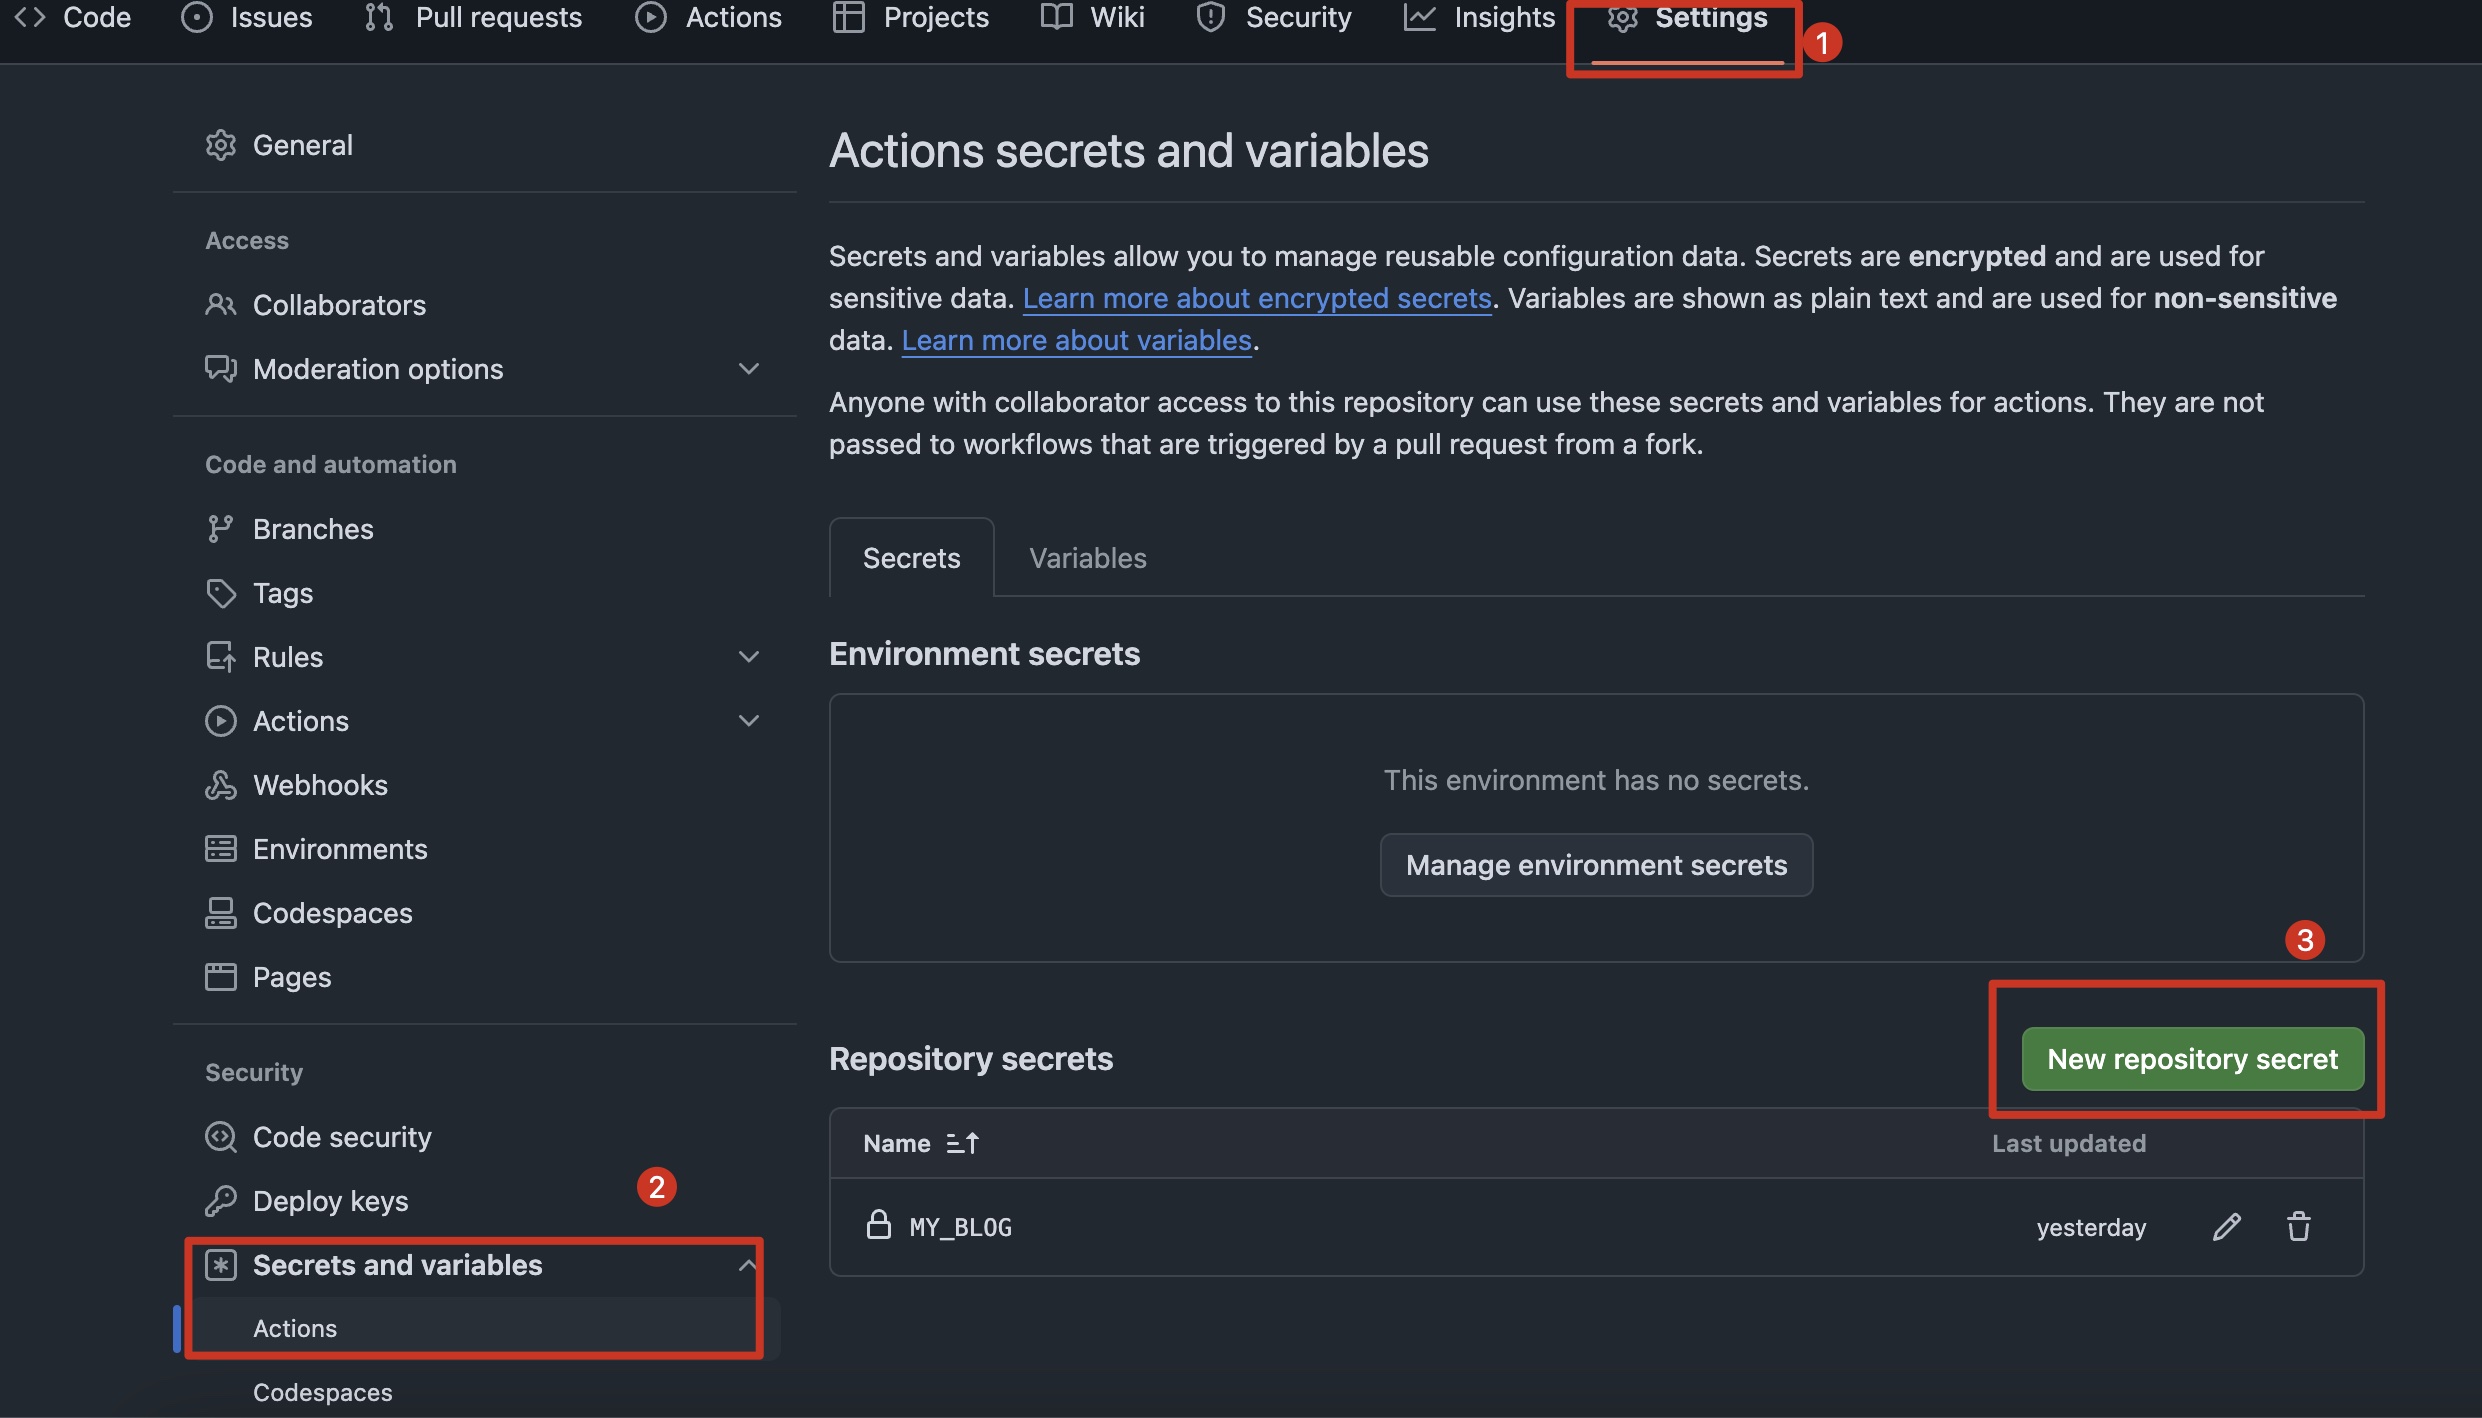 Code Issues Pull requests Actions Projects Wiki Security Insights Settings
1
General
Access
Collaborators
Moderation options
Code and automation
Branches
Tags
Rules
Actions
Webhooks
Environments
Codespaces
Pages
Security
Code security
Deploy keys
2
Secrets and variables
Actions
Codespaces
Actions secrets and variables
Secrets and variables allow you to manage reusable configuration data. Secrets are encrypted and are used for
sensitive data. Learn more about encrypted secrets. Variables are shown as plain text and are used for non-sensitive
data. Learn more about variables.
Anyone with collaborator access to this repository can use these secrets and variables for actions. They are not
passed to workflows that are triggered by a pull request from a fork.
Secrets Variables
Environment secrets
This environment has no secrets.
Manage environment secrets
3
Repository secrets New repository secret
Name Last updated
MY_BLOG yesterday